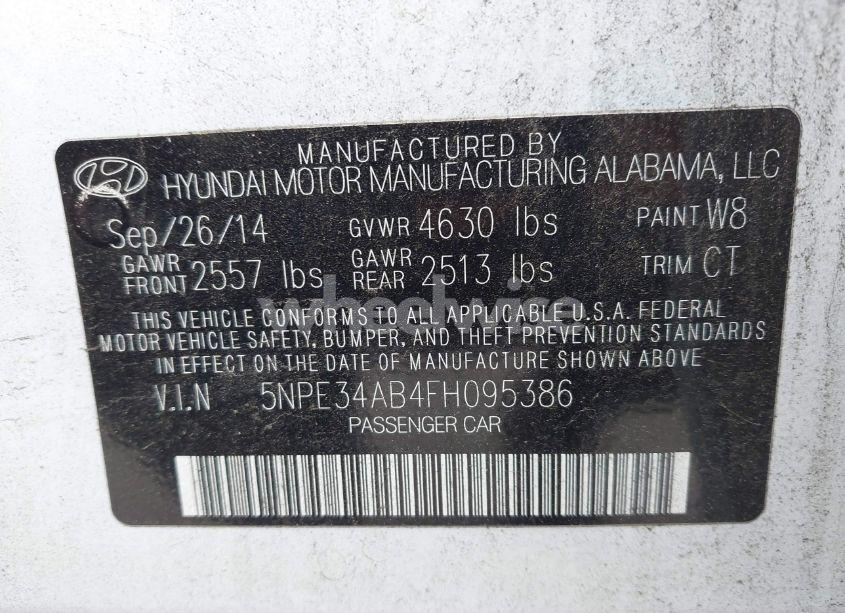 MANUFACTURED BY
HYUNDAI MOTOR MANUFACTURING ALABAMA, LLC
Sep/26/14 GVWR 4630 lbs PAINT W8
GAWR FRONT 2557 lbs GAWR REAR 2513 lbs TRIM CT
wheelwise
THIS VEHICLE CONFORMS TO ALL APPLICABLE U.S.A. FEDERAL
MOTOR VEHICLE SAFETY, BUMPER, AND THEFT PREVENTION STANDARDS
IN EFFECT ON THE DATE OF MANUFACTURE SHOWN ABOVE
V.I.N 5NPE34AB4FH095386
PASSENGER CAR